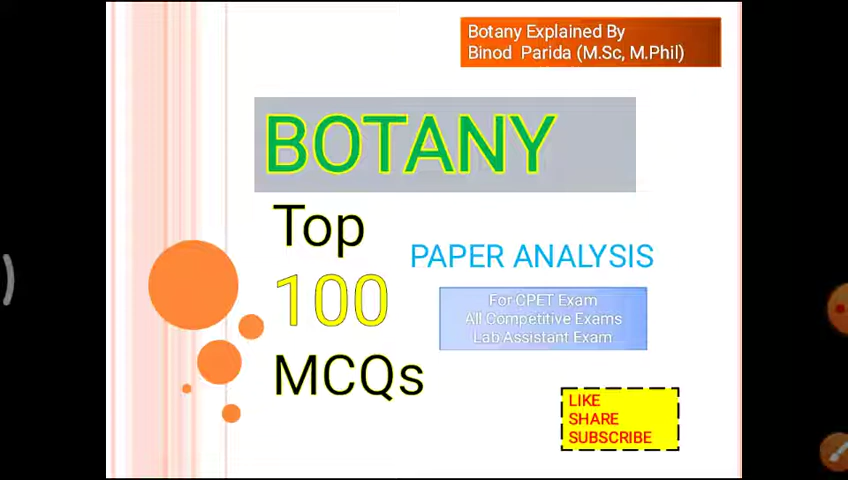 Botany Explained By
Binod Parida (M.Sc, M.Phil)
BOTANY
Top
100
MCQs
PAPER ANALYSIS
For CPET Exam
All Competitive Exams
Lab Assistant Exam
LIKE
SHARE
SUBSCRIBE